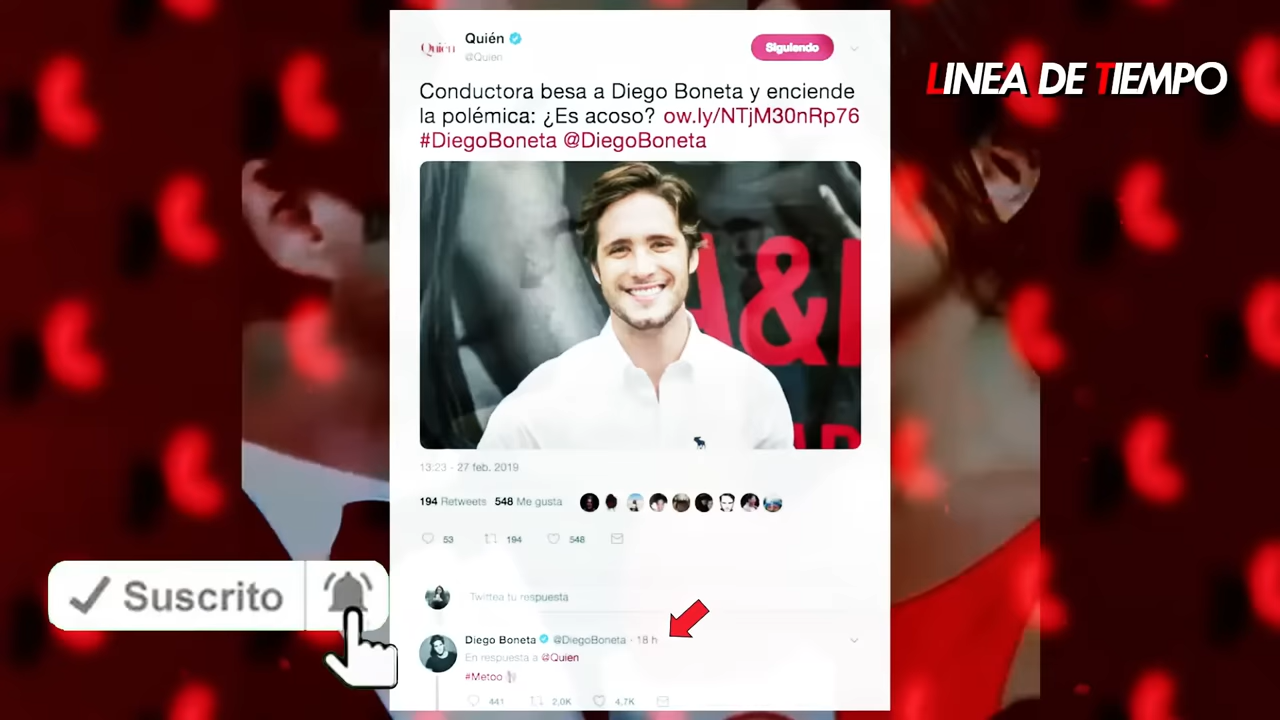 Quién
Quién
@Quien
Siguiendo
LINEA DE TIEMPO
Conductora besa a Diego Boneta y enciende
la polémica: ¿Es acoso? ow.ly/NTjM30nRp76
#DiegoBoneta @DiegoBoneta
A&
13:23 - 27 feb. 2019
194 Retweets 548 Me gusta
53 194 548
Suscrito
Twittea tu respuesta
Diego Boneta @DiegoBoneta · 18 h
En respuesta a @Quien
#Metoo
441 2,0K 4,7K